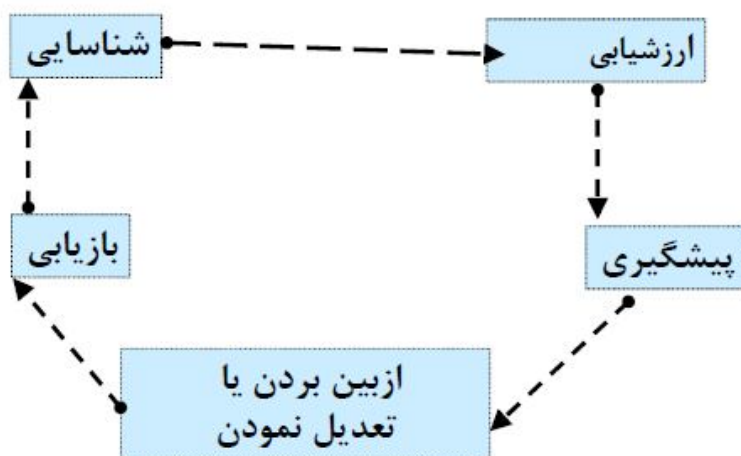 شناسایی
ارزشیابی
پیشگیری
ازبین بردن یا
تعدیل نمودن
بازیابی